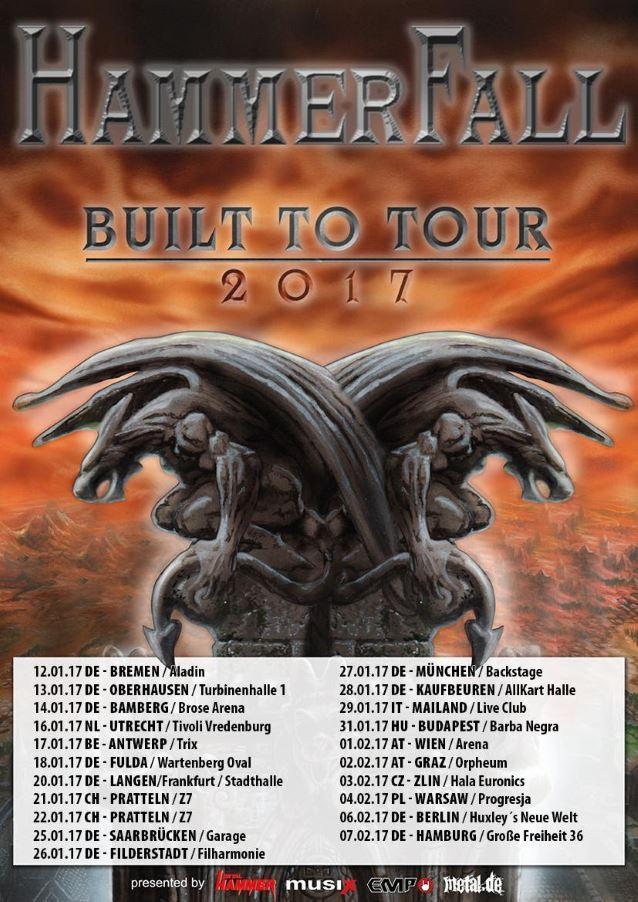 HAMMERFALL
BUILT TO TOUR
2017
12.01.17 DE - BREMEN / Aladin
13.01.17 DE - OBERHAUSEN / Turbinenhalle 1
14.01.17 DE - BAMBERG / Brose Arena
16.01.17 NL - UTRECHT / Tivoli Vredenburg
17.01.17 BE - ANTWERP / Trix
18.01.17 DE - FULDA / Wartenberg Oval
20.01.17 DE - LANGEN/Frankfurt / Stadthalle
21.01.17 CH - PRATTELN / Z7
22.01.17 CH - PRATTELN / Z7
25.01.17 DE - SAARBRÜCKEN / Garage
26.01.17 DE - FILDERSTADT / Filharmonie
27.01.17 DE - MÜNCHEN / Backstage
28.01.17 DE - KAUFBEUREN / AllKart Halle
29.01.17 IT - MAILAND / Live Club
31.01.17 HU - BUDAPEST / Barba Negra
01.02.17 AT - WIEN / Arena
02.02.17 AT - GRAZ / Orpheum
03.02.17 CZ - ZLIN / Hala Euronics
04.02.17 PL - WARSAW / Progresja
06.02.17 DE - BERLIN / Huxley´s Neue Welt
07.02.17 DE - HAMBURG / Große Freiheit 36
presented by METAL HAMMER musix EMP metal.de